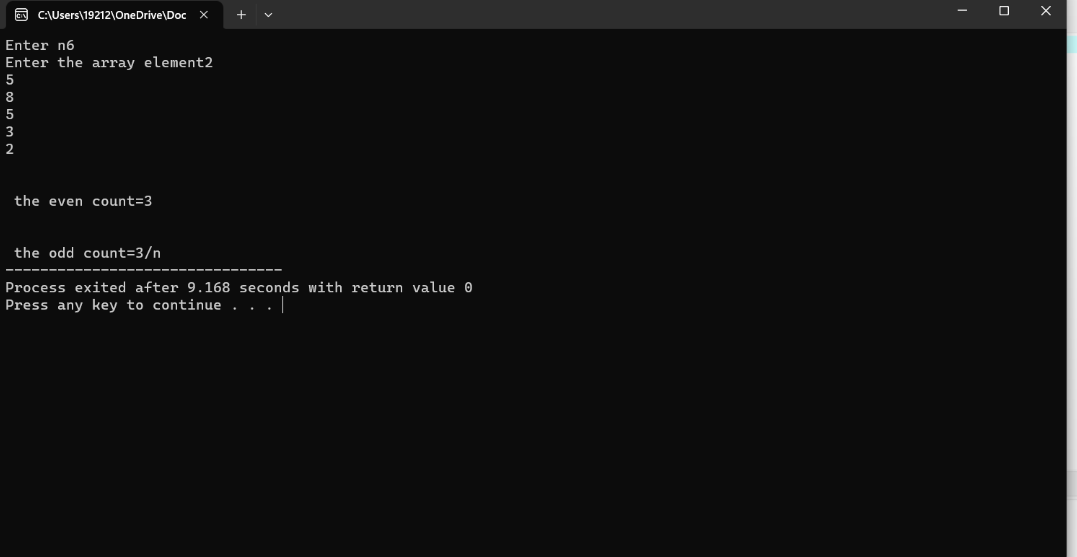 C:\Users\19212\OneDrive\Doc
Enter n6
Enter the array element2
5
8
5
3
2
the even count=3
the odd count=3/n
--------------------------------
Process exited after 9.168 seconds with return value 0
Press any key to continue . . .